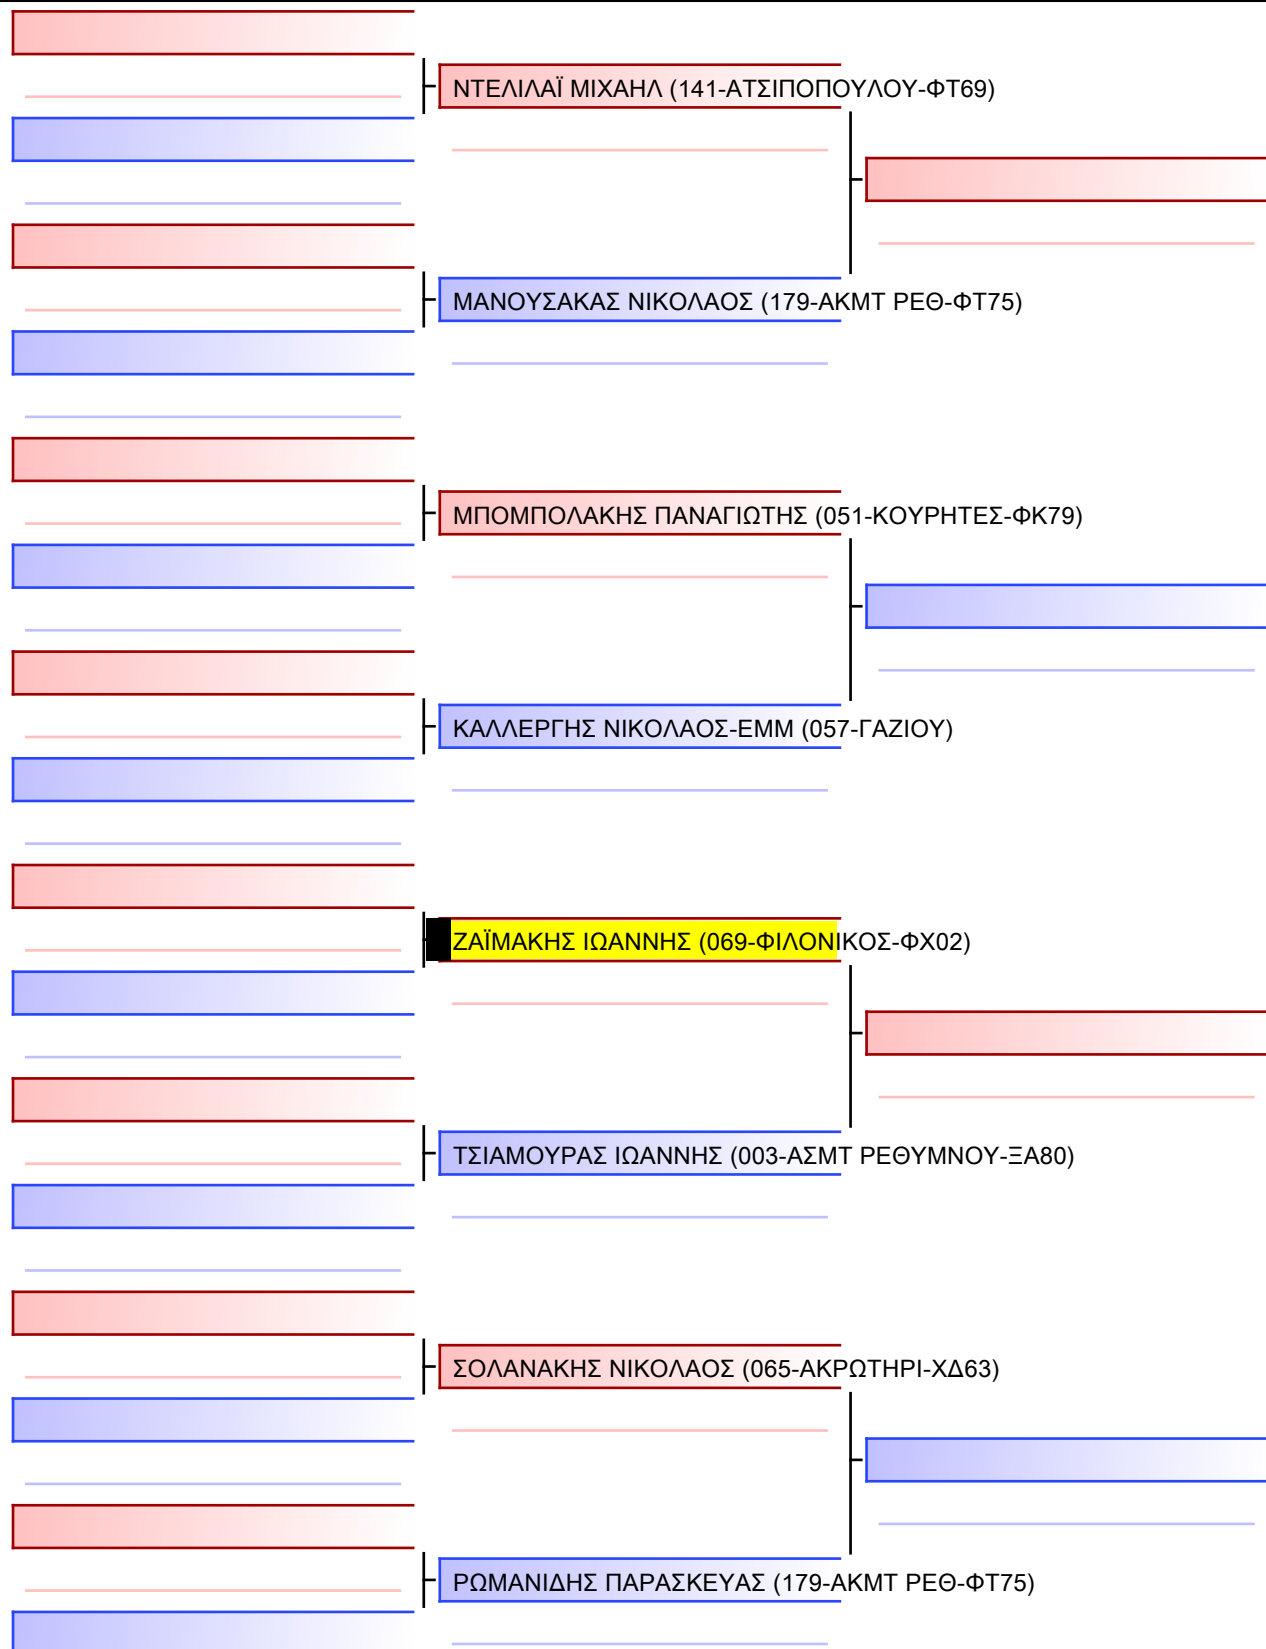 ΝΤΕΛΙΛΑΪ ΜΙΧΑΗΛ (141-ΑΤΣΙΠΟΠΟΥΛΟΥ-ΦΤ69)
ΜΑΝΟΥΣΑΚΑΣ ΝΙΚΟΛΑΟΣ (179-ΑΚΜΤ ΡΕΘ-ΦΤ75)
ΜΠΟΜΠΟΛΑΚΗΣ ΠΑΝΑΓΙΩΤΗΣ (051-ΚΟΥΡΗΤΕΣ-ΦΚ79)
ΚΑΛΛΕΡΓΗΣ ΝΙΚΟΛΑΟΣ-ΕΜΜ (057-ΓΑΖΙΟΥ)
ΖΑΪΜΑΚΗΣ ΙΩΑΝΝΗΣ (069-ΦΙΛΟΝΙΚΟΣ-ΦΧ02)
ΤΣΙΑΜΟΥΡΑΣ ΙΩΑΝΝΗΣ (003-ΑΣΜΤ ΡΕΘΥΜΝΟΥ-ΞΑ80)
ΣΟΛΑΝΑΚΗΣ ΝΙΚΟΛΑΟΣ (065-ΑΚΡΩΤΗΡΙ-ΧΔ63)
ΡΩΜΑΝΙΔΗΣ ΠΑΡΑΣΚΕΥΑΣ (179-ΑΚΜΤ ΡΕΘ-ΦΤ75)